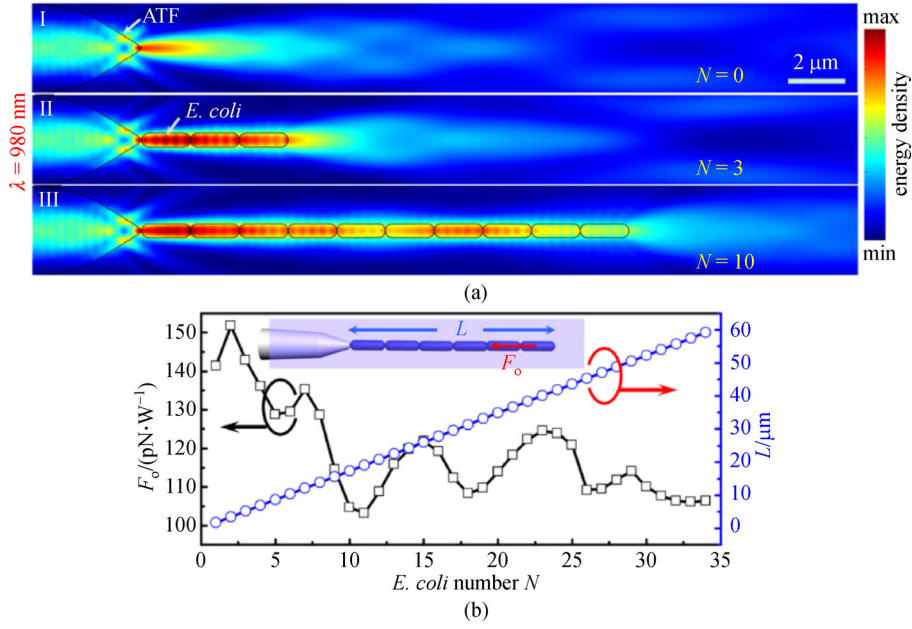 I
ATF
N = 0
2 μm
II
E. coli
N = 3
III
N = 10
λ = 980 nm
max
energy density
min
(a)
150
140
130
120
110
100
Fo/(pN·W−1)
0
5
10
15
20
25
30
35
E. coli number N
60
50
40
30
20
10
0
L/μm
L
Fo
(b)